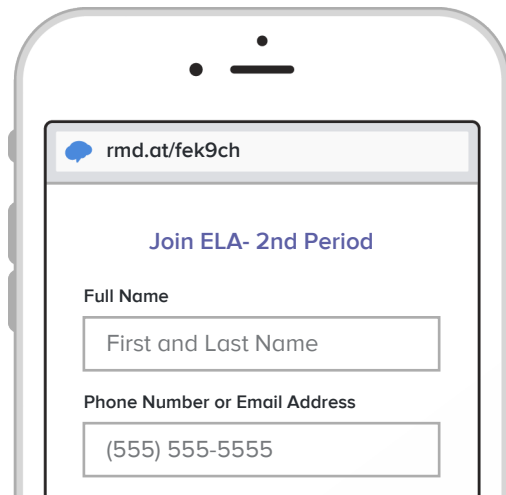 rmd.at/fek9ch
Join ELA- 2nd Period
Full Name
First and Last Name
Phone Number or Email Address
(555) 555-5555